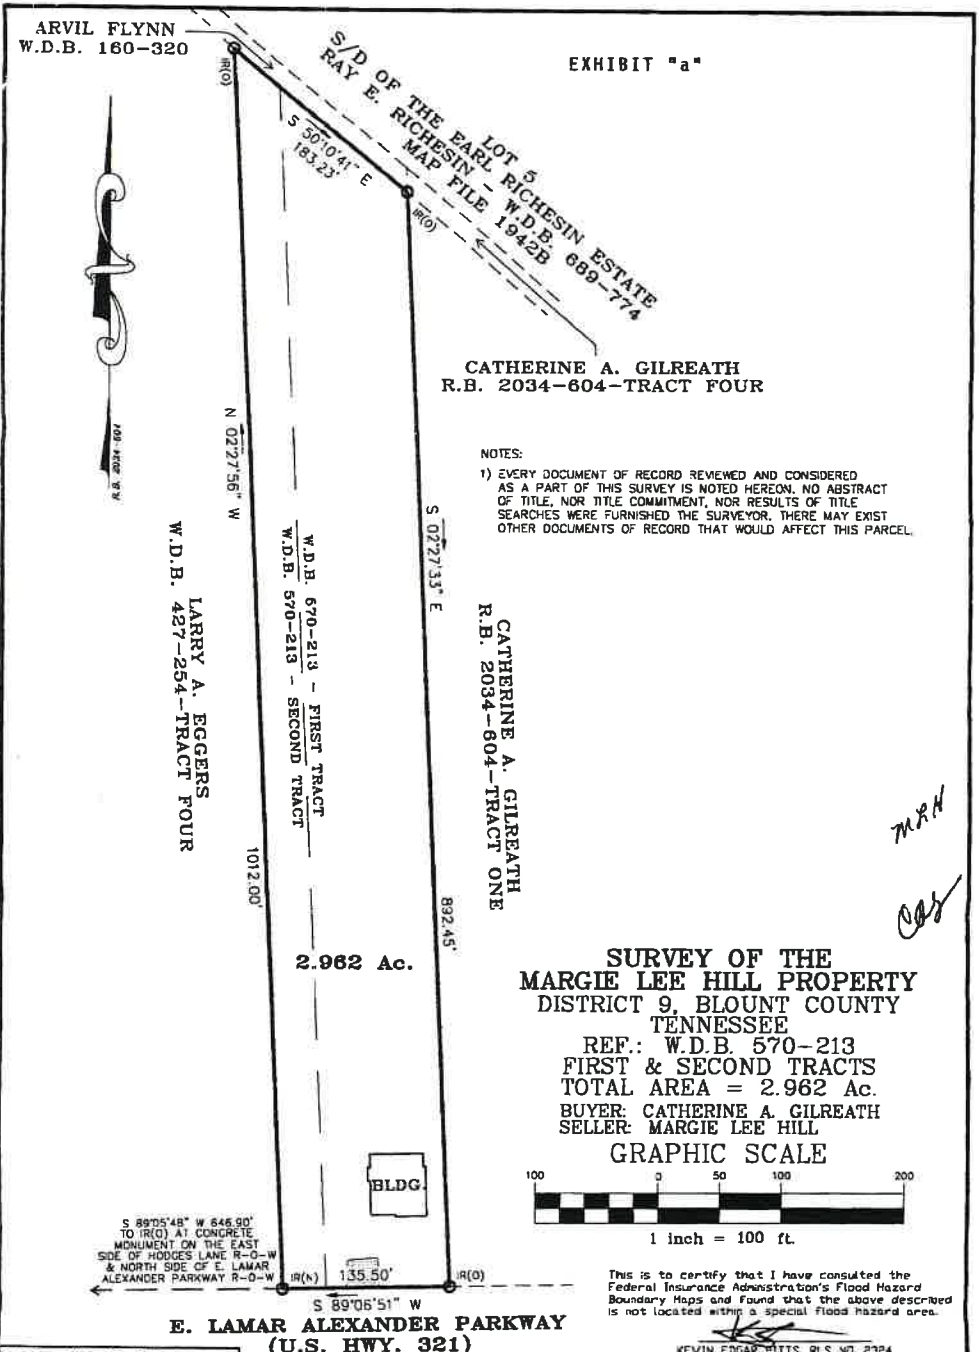 ARVIL FLYNN
W.D.B. 160-320
EXHIBIT "a"
IR(O)
S 50°10'41" E
183.23'
LOT 5
S/D OF THE EARL RICHESIN ESTATE
RAY E. RICHESIN - W.D.B. 689-774
MAP FILE 1942B
IR(O)
CATHERINE A. GILREATH
R.B. 2034-604-TRACT FOUR
R.B. 2034-604
NOTES:
1) EVERY DOCUMENT OF RECORD REVIEWED AND CONSIDERED
AS A PART OF THIS SURVEY IS NOTED HEREON. NO ABSTRACT
OF TITLE, NOR TITLE COMMITMENT, NOR RESULTS OF TITLE
SEARCHES WERE FURNISHED THE SURVEYOR. THERE MAY EXIST
OTHER DOCUMENTS OF RECORD THAT WOULD AFFECT THIS PARCEL.
N 02°27'56" W
1012.00'
LARRY A. EGGERS
W.D.B. 427-254-TRACT FOUR
W.D.B. 670-213 - FIRST TRACT
W.D.B. 570-213 - SECOND TRACT
S 02°27'33" E
892.45'
CATHERINE A. GILREATH
R.B. 2034-604-TRACT ONE
MLH
CAG
2.962 Ac.
SURVEY OF THE
MARGIE LEE HILL PROPERTY
DISTRICT 9, BLOUNT COUNTY
TENNESSEE
REF.: W.D.B. 570-213
FIRST & SECOND TRACTS
TOTAL AREA = 2.962 Ac.
BUYER: CATHERINE A. GILREATH
SELLER: MARGIE LEE HILL
GRAPHIC SCALE
100 0 50 100 200
1 inch = 100 ft.
BLDG.
S 89°05'48" W 646.90'
TO IR(O) AT CONCRETE
MONUMENT ON THE EAST
SIDE OF HODGES LANE R-O-W
& NORTH SIDE OF E. LAMAR
ALEXANDER PARKWAY R-O-W
IR(N)
135.50'
IR(O)
S 89°06'51" W
E. LAMAR ALEXANDER PARKWAY
(U.S. HWY. 321)
This is to certify that I have consulted the
Federal Insurance Administration's Flood Hazard
Boundary Maps and found that the above described
is not located within a special flood hazard area.
KEVIN EDGAR PITTS, RLS NO. 2324